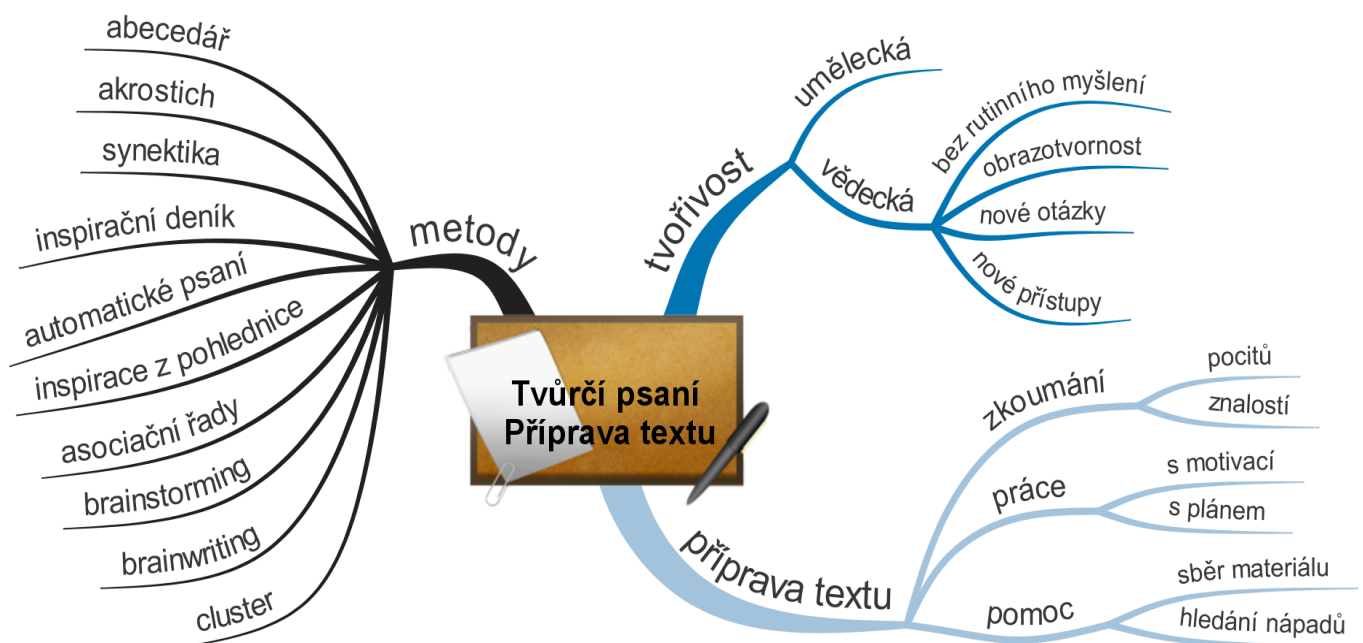 Tvůrčí psaní
Příprava textu
metody
abecedář
akrostich
synektika
inspirační deník
automatické psaní
inspirace z pohlednice
asociační řady
brainstorming
brainwriting
cluster
tvořivost
umělecká
vědecká
bez rutinního myšlení
obrazotvornost
nové otázky
nové přístupy
příprava textu
zkoumání
pocitů
znalostí
práce
s motivací
s plánem
pomoc
sběr materiálu
hledání nápadů